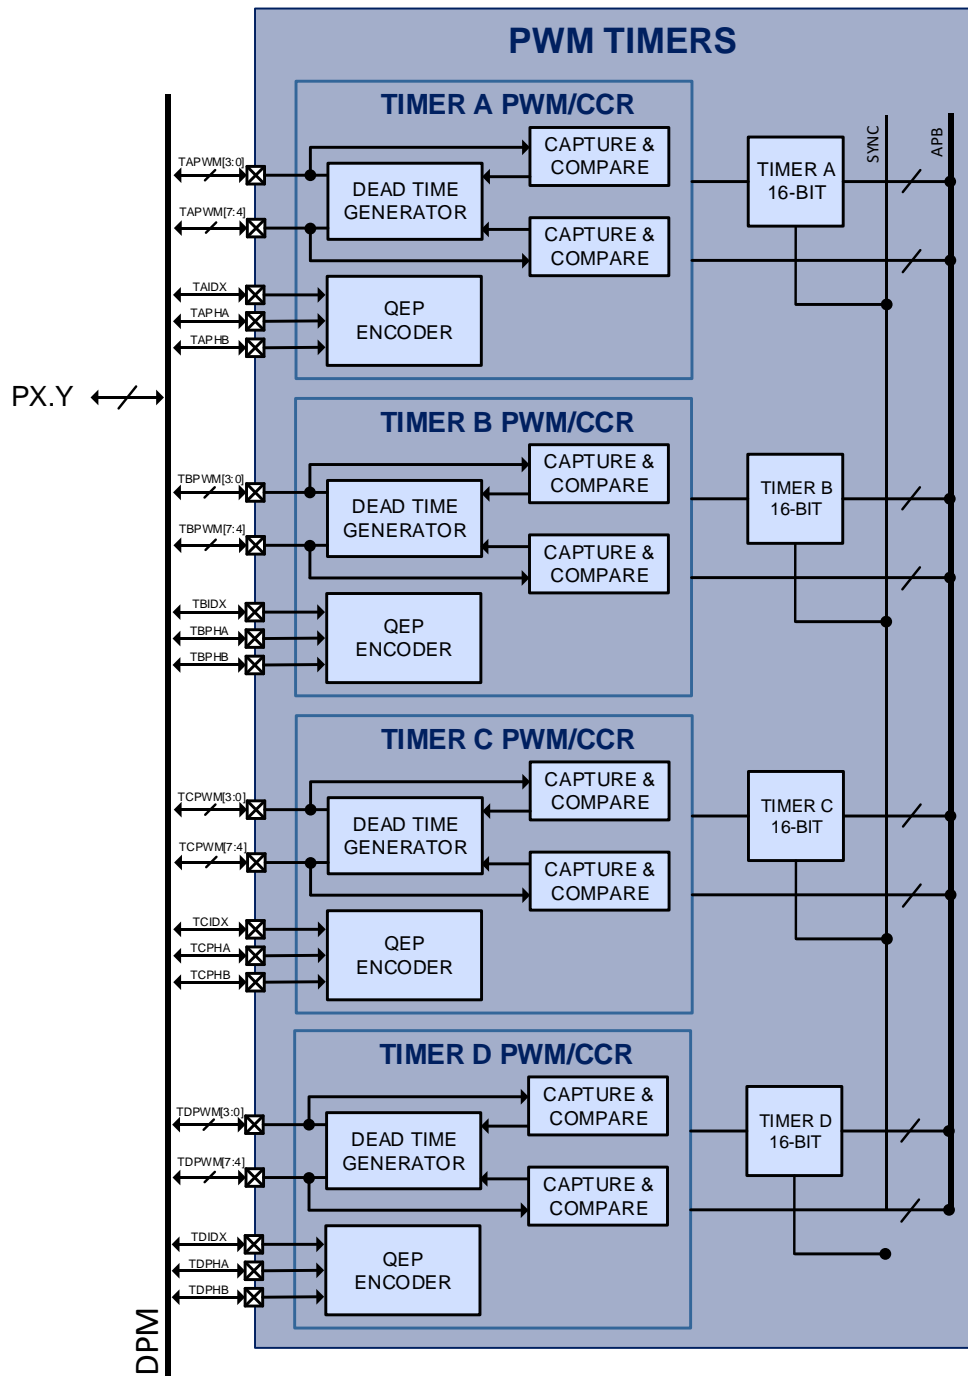 PWM TIMERS
TIMER A PWM/CCR
SYNC
APB
TAPWM[3:0]
CAPTURE &
COMPARE
TIMER A
16-BIT
DEAD TIME
GENERATOR
TAPWM[7:4]
CAPTURE &
COMPARE
TAIDX
TAPHA
TAPHB
QEP
ENCODER
PX.Y
TIMER B PWM/CCR
TBPWM[3:0]
CAPTURE &
COMPARE
TIMER B
16-BIT
DEAD TIME
GENERATOR
TBPWM[7:4]
CAPTURE &
COMPARE
TBIDX
TBPHA
TBPHB
QEP
ENCODER
TIMER C PWM/CCR
TCPWM[3:0]
CAPTURE &
COMPARE
TIMER C
16-BIT
DEAD TIME
GENERATOR
TCPWM[7:4]
CAPTURE &
COMPARE
TCIDX
TCPHA
TCPHB
QEP
ENCODER
TIMER D PWM/CCR
TDPWM[3:0]
CAPTURE &
COMPARE
TIMER D
16-BIT
DEAD TIME
GENERATOR
TDPWM[7:4]
CAPTURE &
COMPARE
TDIDX
TDPHA
TDPHB
QEP
ENCODER
DPM